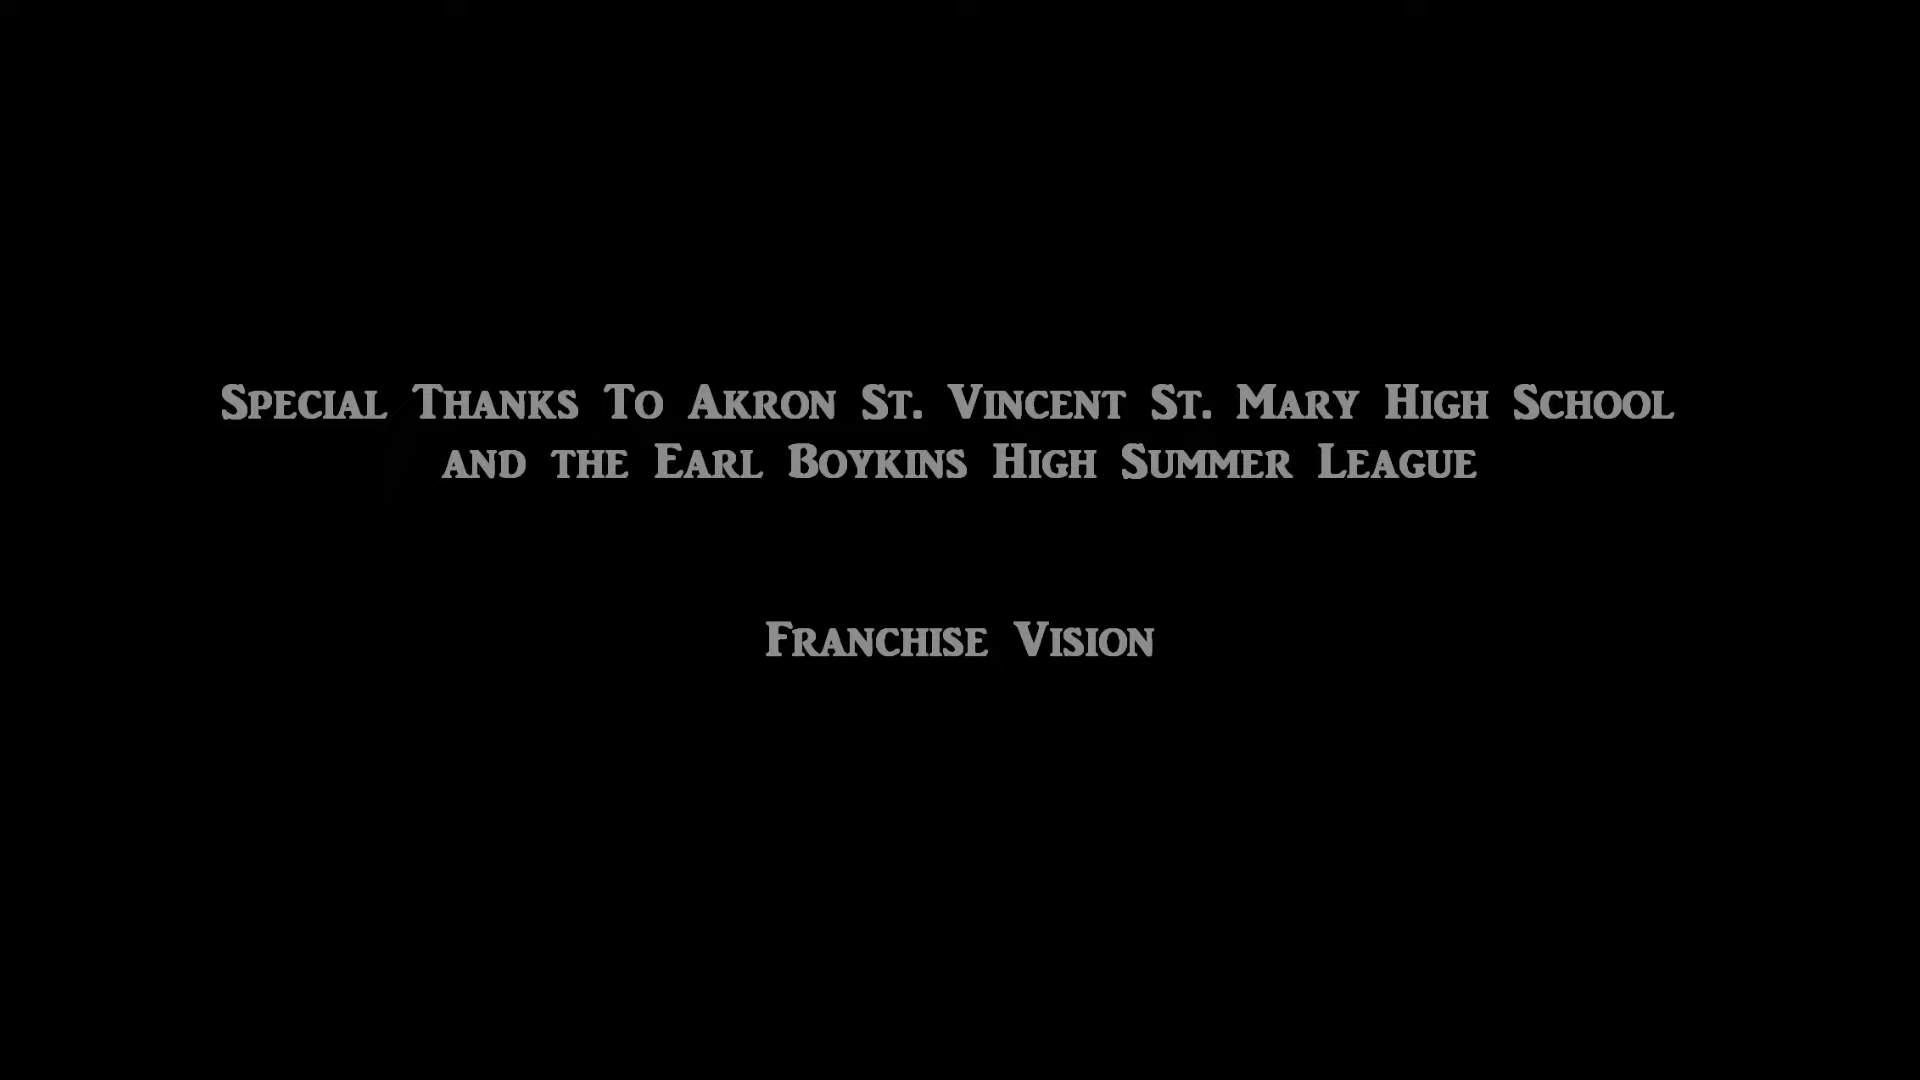 Special Thanks To Akron St. Vincent St. Mary High School
and the Earl Boykins High Summer League
Franchise Vision